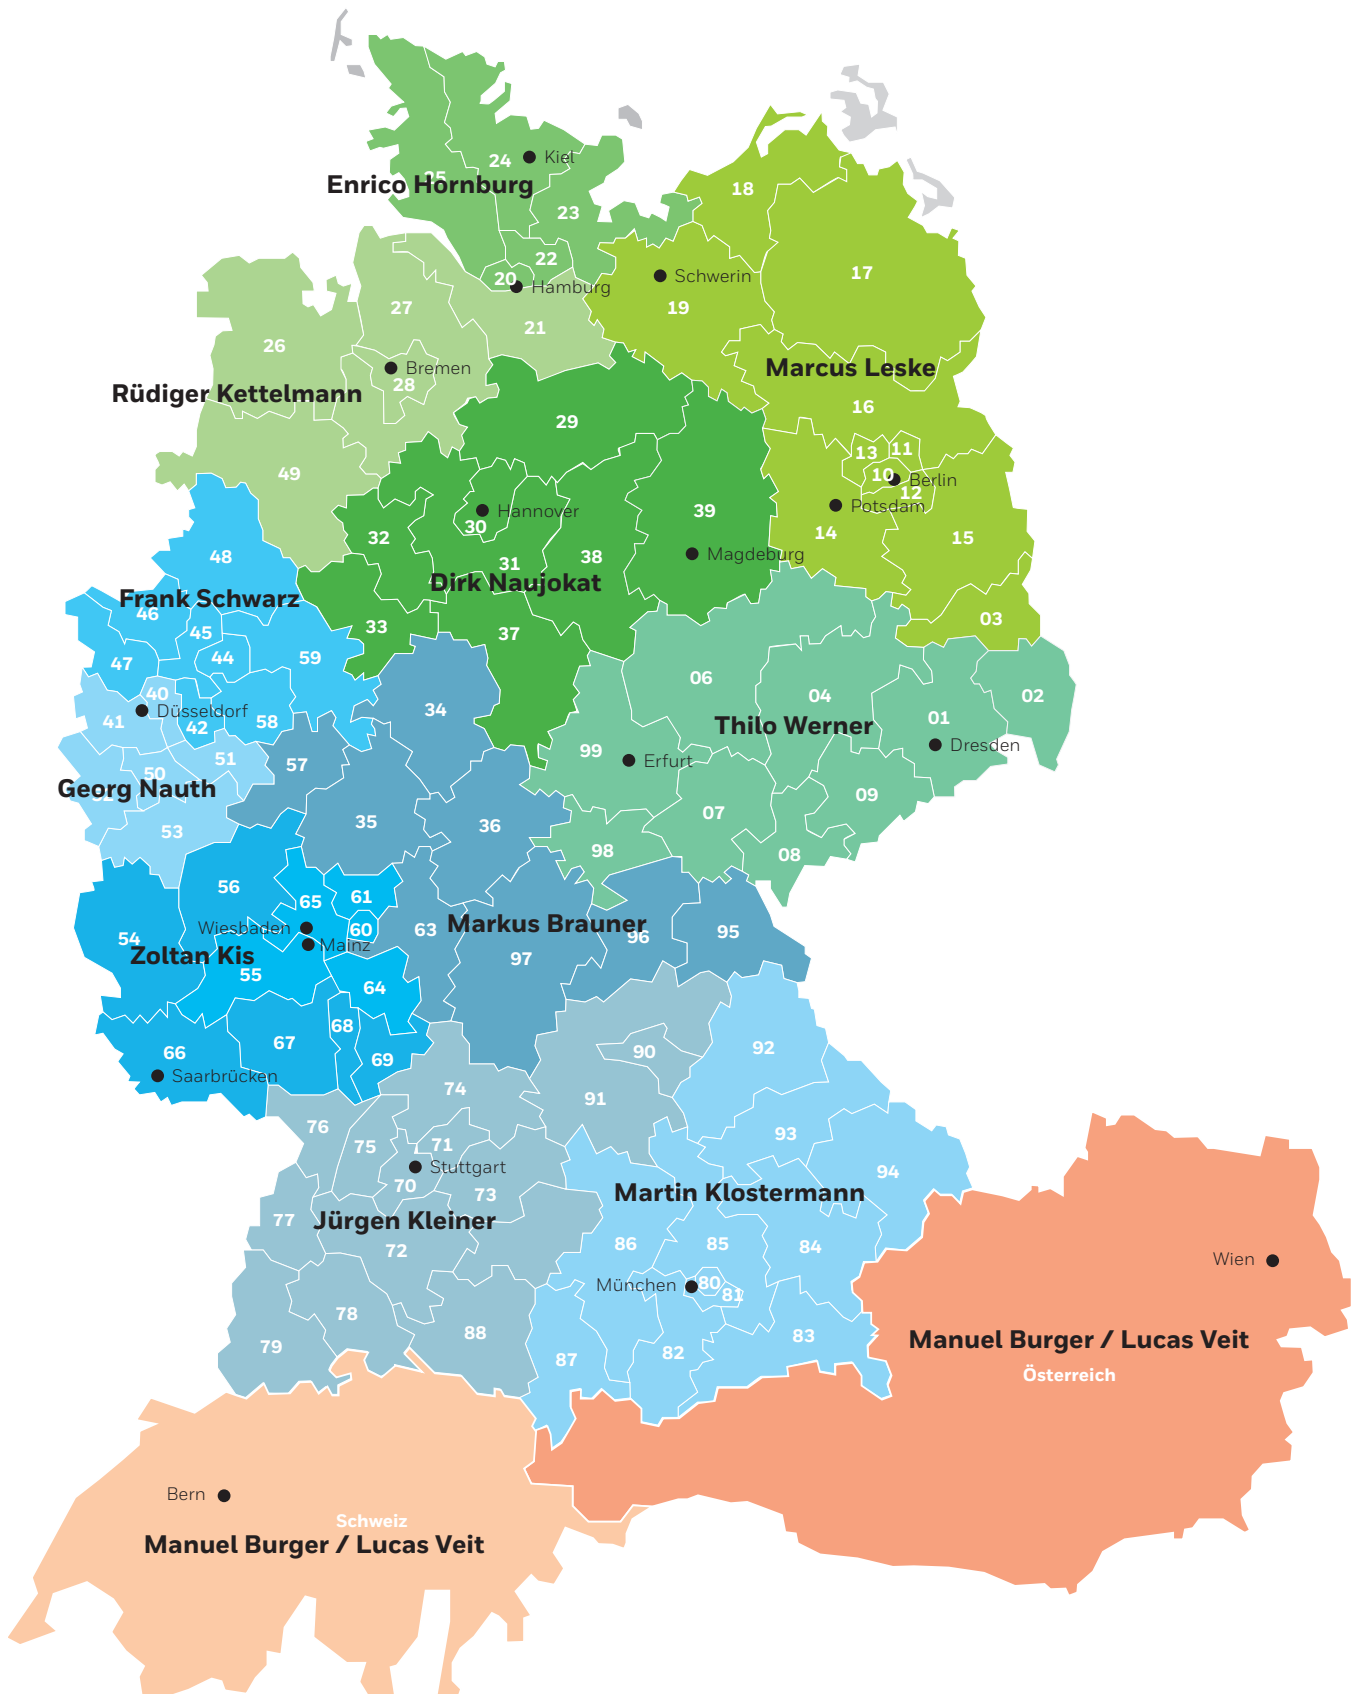 24
Kiel
25
Enrico Hornburg
18
23
22
17
20
Hamburg
Schwerin
27
21
19
26
Bremen
28
Marcus Leske
Rüdiger Kettelmann
16
29
13
11
49
10
Berlin
12
Hannover
30
39
Potsdam
14
32
15
48
31
38
Magdeburg
Dirk Naujokat
Frank Schwarz
46
03
45
33
37
47
44
59
06
40
04
02
Düsseldorf
34
41
42
58
Thilo Werner
01
Dresden
51
99
Erfurt
50
57
Georg Nauth
52
09
53
35
36
07
98
08
56
65
61
Wiesbaden
60
63
Markus Brauner
96
95
54
Mainz
Zoltan Kis
97
55
64
68
67
66
69
90
92
Saarbrücken
74
91
76
75
71
93
Stuttgart
94
70
73
Martin Klostermann
77
Jürgen Kleiner
72
86
85
84
Wien
München
80
81
78
88
83
79
87
82
Manuel Burger / Lucas Veit
Österreich
Bern
Schweiz
Manuel Burger / Lucas Veit